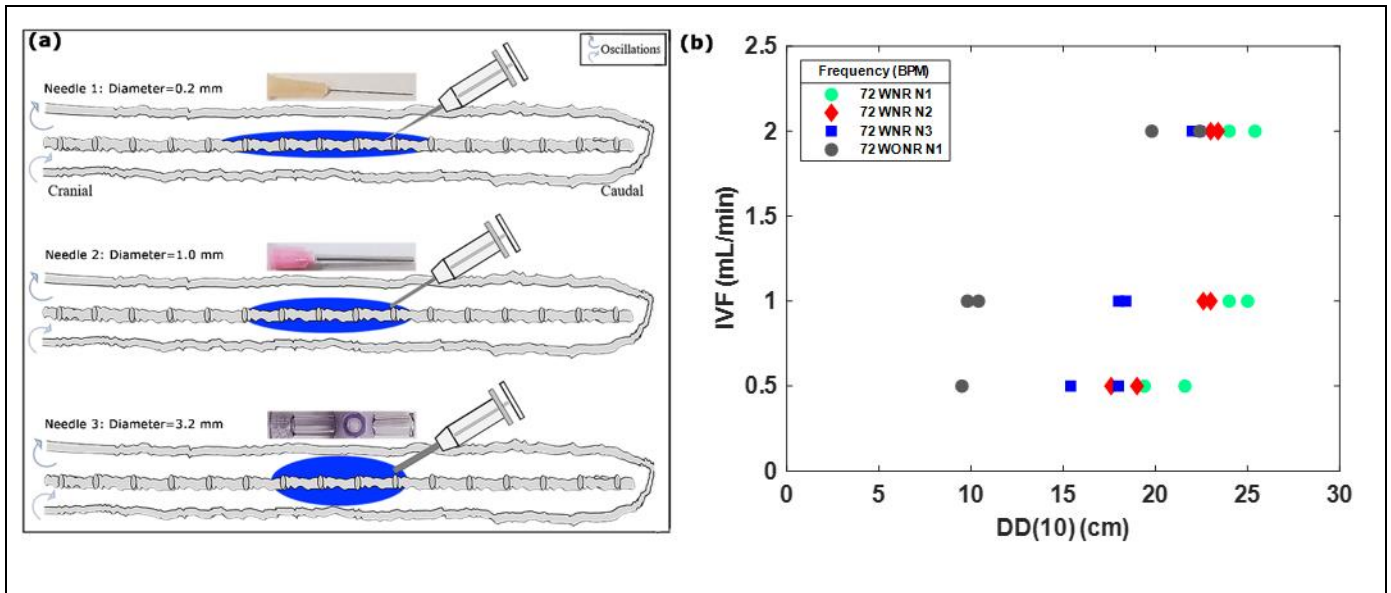 (a)
Oscillations
Needle 1: Diameter=0.2 mm
Cranial
Caudal
Needle 2: Diameter=1.0 mm
Needle 3: Diameter=3.2 mm
(b)
2.5
2
1.5
1
0.5
0
IVF (mL/min)
Frequency (BPM)
72 WNR N1
72 WNR N2
72 WNR N3
72 WONR N1
0 5 10 15 20 25 30
DD(10) (cm)